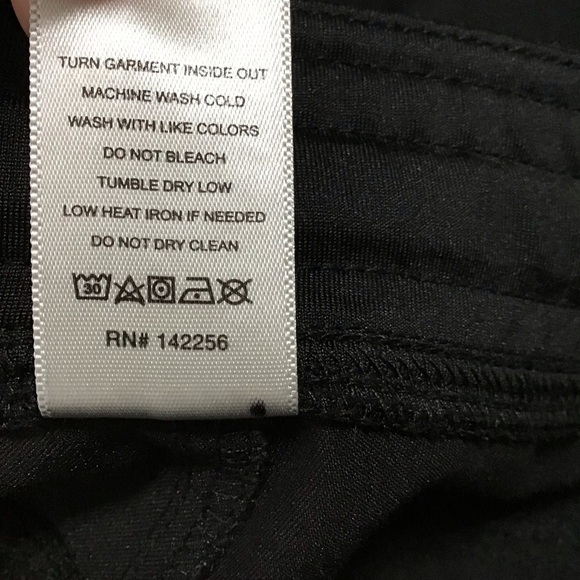 TURN GARMENT INSIDE OUT
MACHINE WASH COLD
WASH WITH LIKE COLORS
DO NOT BLEACH
TUMBLE DRY LOW
LOW HEAT IRON IF NEEDED
DO NOT DRY CLEAN
30
RN# 142256